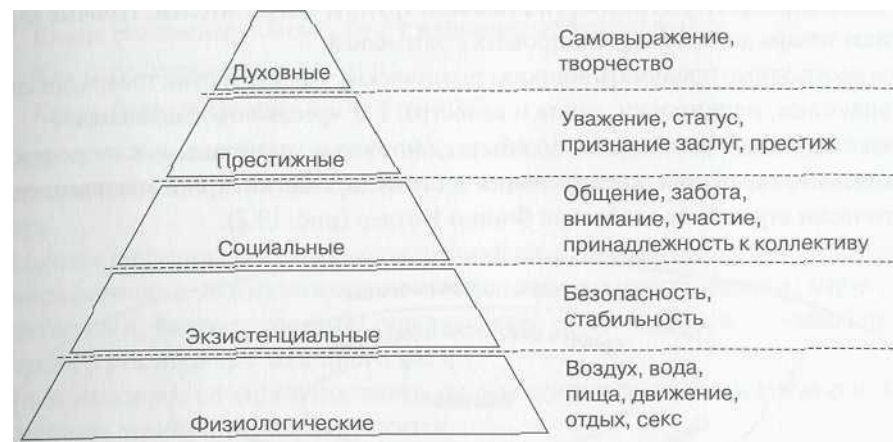 Духовные
Самовыражение,
творчество
Престижные
Уважение, статус,
признание заслуг, престиж
Социальные
Общение, забота,
внимание, участие,
принадлежность к коллективу
Экзистенциальные
Безопасность,
стабильность
Физиологические
Воздух, вода,
пища, движение,
отдых, секс